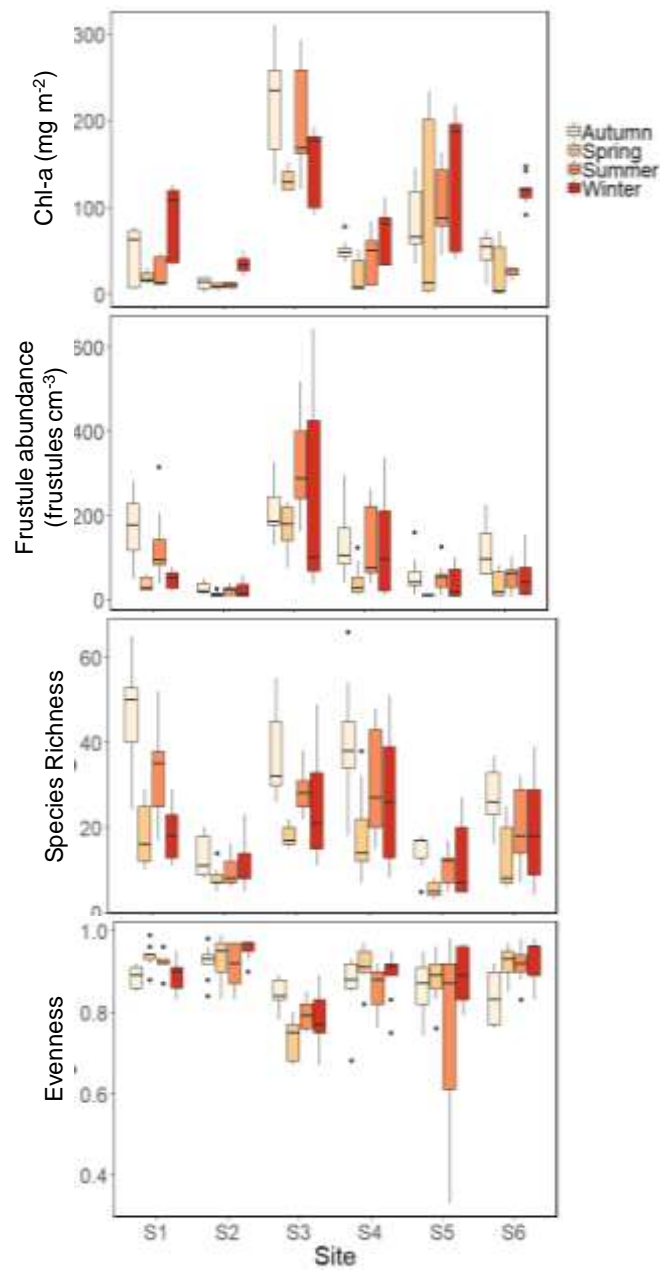 300
200
100
0
Chl-a (mg m-2)
Autumn
Spring
Summer
Winter
600
400
200
0
Frustule abundance
(frustules cm-3)
60
40
20
0
Species Richness
1.0
0.8
0.6
0.4
Evenness
S1 S2 S3 S4 S5 S6
Site